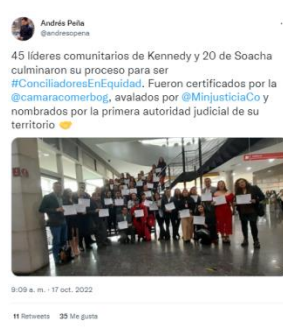 Andrés Peña
@andresopena
45 líderes comunitarios de Kennedy y 20 de Soacha
culminaron su proceso para ser
#ConciliadoresEnEquidad. Fueron certificados por la
@camaracomerbog, avalados por @MinjusticiaCo y
nombrados por la primera autoridad judicial de su
territorio 🤝
9:09 a. m. · 17 oct. 2022
11 Retweets 35 Me gusta